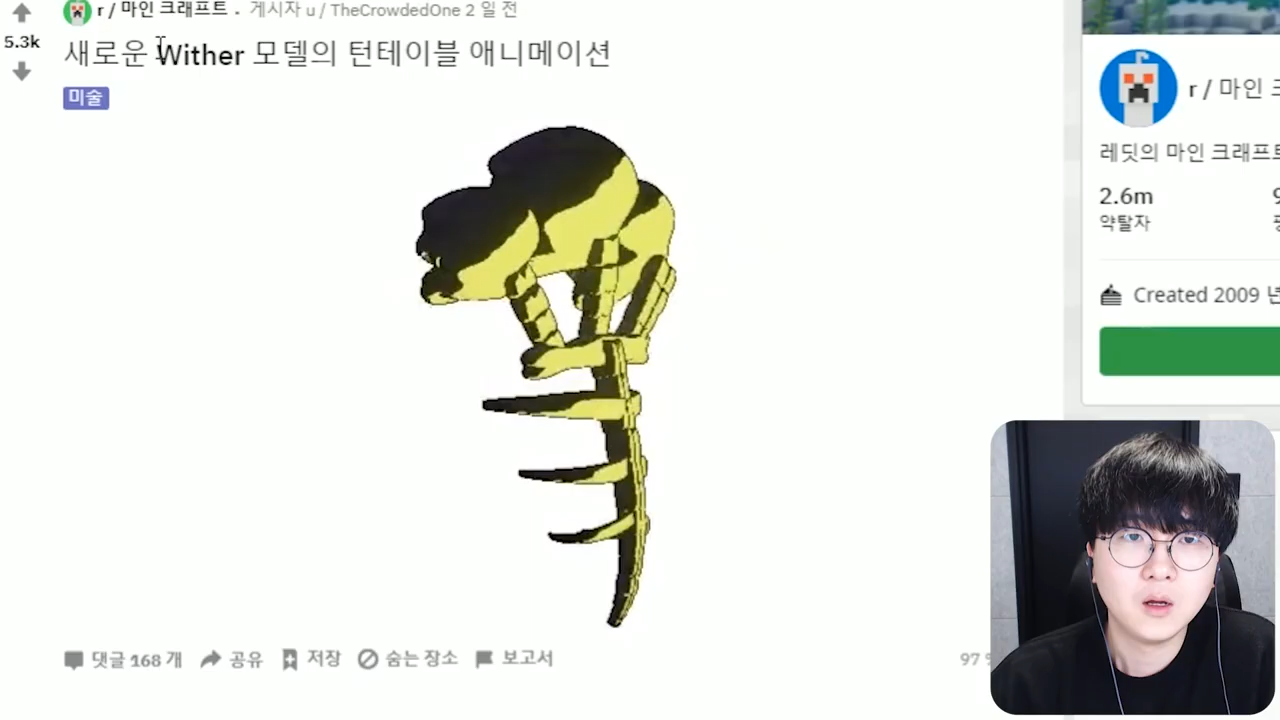 r / 마인 크래프트 . 게시자 u / TheCrowdedOne 2 일 전
5.3k
새로운 Wither 모델의 턴테이블 애니메이션
미술
r / 마인
레딧의 마인 크래프트
2.6m
약탈자
Created 2009 년
댓글 168 개 공유 저장 숨는 장소 보고서
97